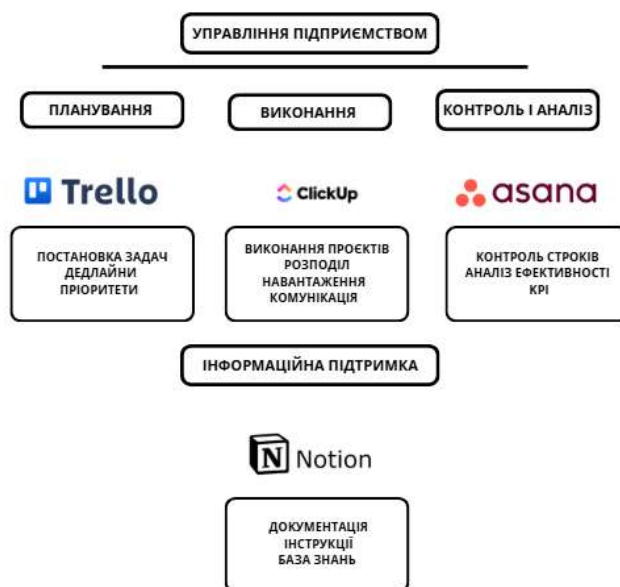 УПРАВЛІННЯ ПІДПРИЄМСТВОМ
ПЛАНУВАННЯ
ВИКОНАННЯ
КОНТРОЛЬ І АНАЛІЗ
Trello
ClickUp
asana
ПОСТАНОВКА ЗАДАЧ
ДЕДЛАЙНИ
ПРІОРИТЕТИ
ВИКОНАННЯ ПРОЄКТІВ
РОЗПОДІЛ
НАВАНТАЖЕННЯ
КОМУНІКАЦІЯ
КОНТРОЛЬ СТРОКІВ
АНАЛІЗ ЕФЕКТИВНОСТІ
KPI
ІНФОРМАЦІЙНА ПІДТРИМКА
N Notion
ДОКУМЕНТАЦІЯ
ІНСТРУКЦІЇ
БАЗА ЗНАНЬ